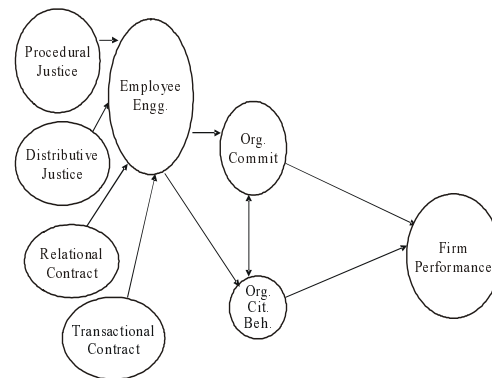 Procedural
Justice
Employee
Engg.
Distributive
Justice
Org.
Commit
Relational
Contract
Firm
Performance
Org.
Cit.
Beh.
Transactional
Contract